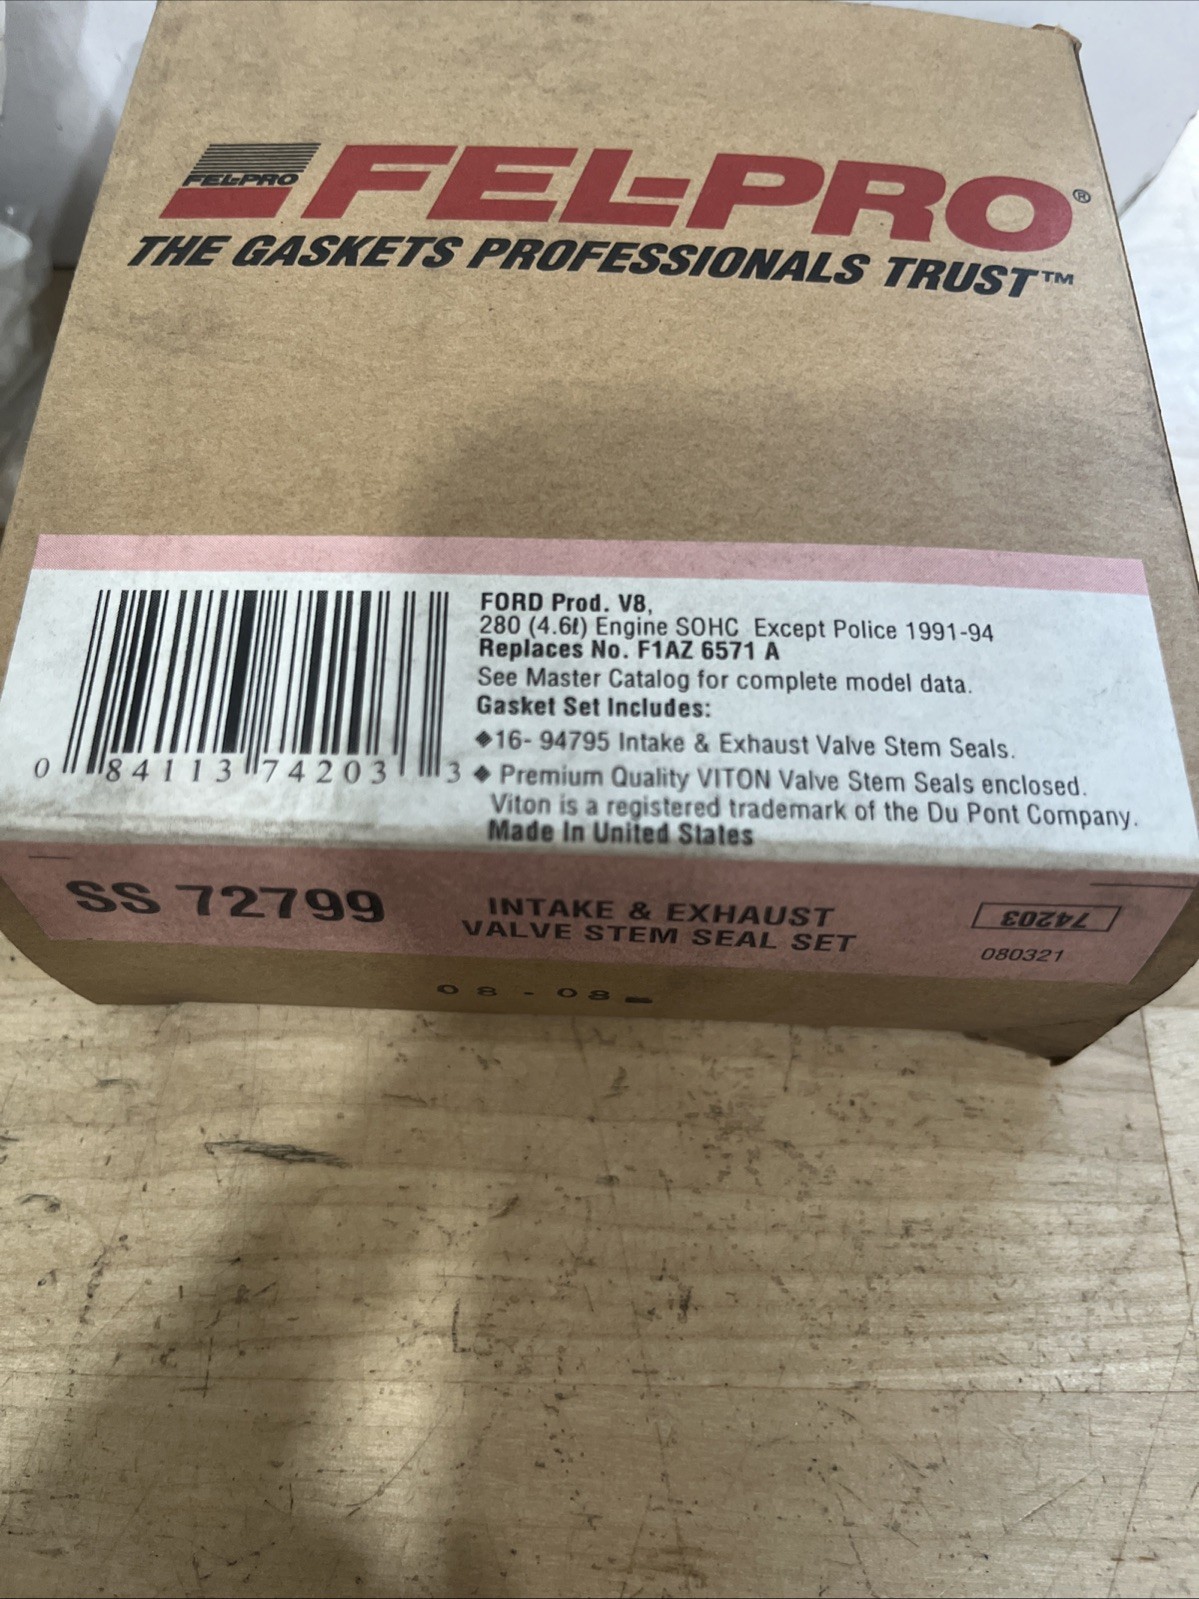 FEL-PRO
FEL-PRO®
THE GASKETS PROFESSIONALS TRUST™
FORD Prod. V8,
280 (4.6ℓ) Engine SOHC Except Police 1991-94
Replaces No. F1AZ 6571 A
See Master Catalog for complete model data.
Gasket Set Includes:
◆16- 94795 Intake & Exhaust Valve Stem Seals.
◆ Premium Quality VITON Valve Stem Seals enclosed.
Viton is a registered trademark of the Du Pont Company.
Made In United States
0 84113 74203 3
SS 72799
INTAKE & EXHAUST
VALVE STEM SEAL SET
74203
080321
08-08